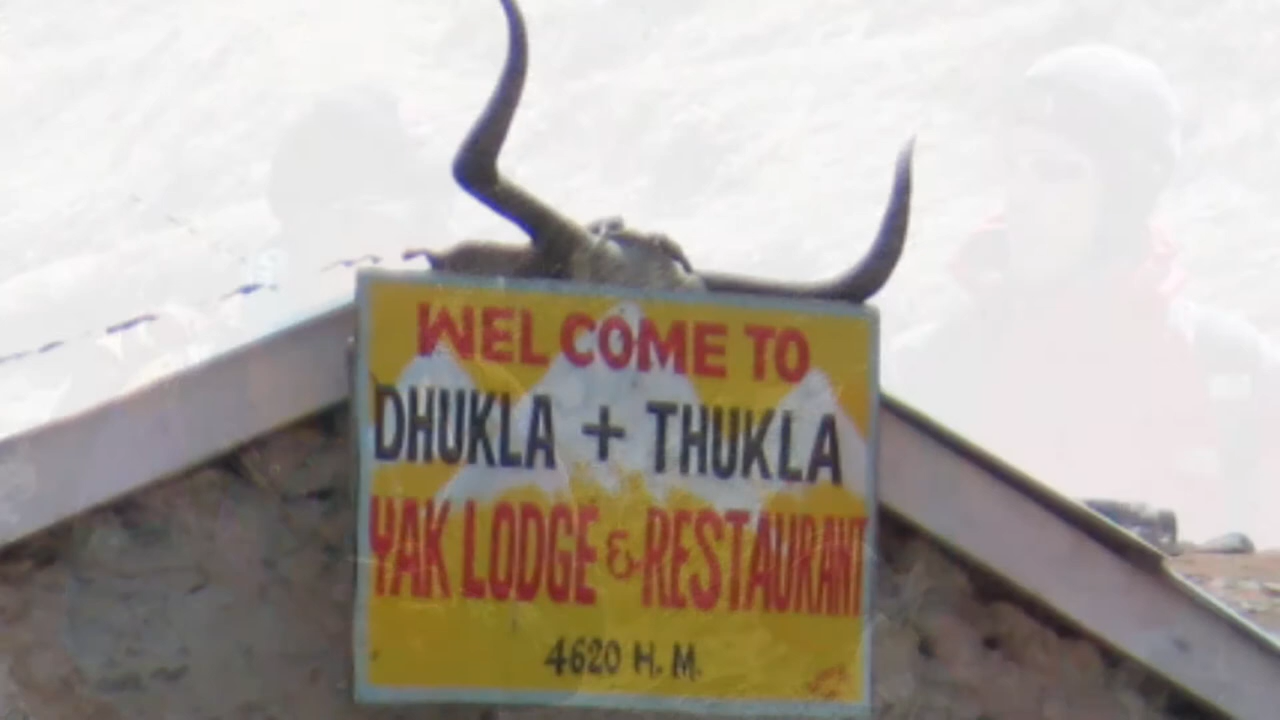 WELCOME TO
DHUKLA + THUKLA
YAK LODGE & RESTAURANT
4620 H. M.